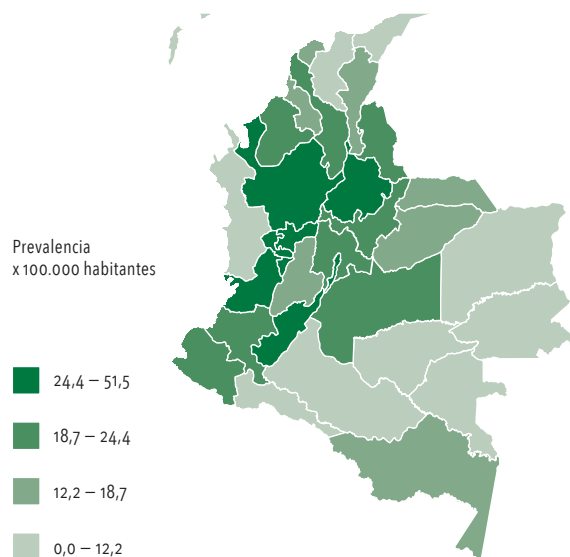 Prevalencia
x 100.000 habitantes
24,4 – 51,5
18,7 – 24,4
12,2 – 18,7
0,0 – 12,2